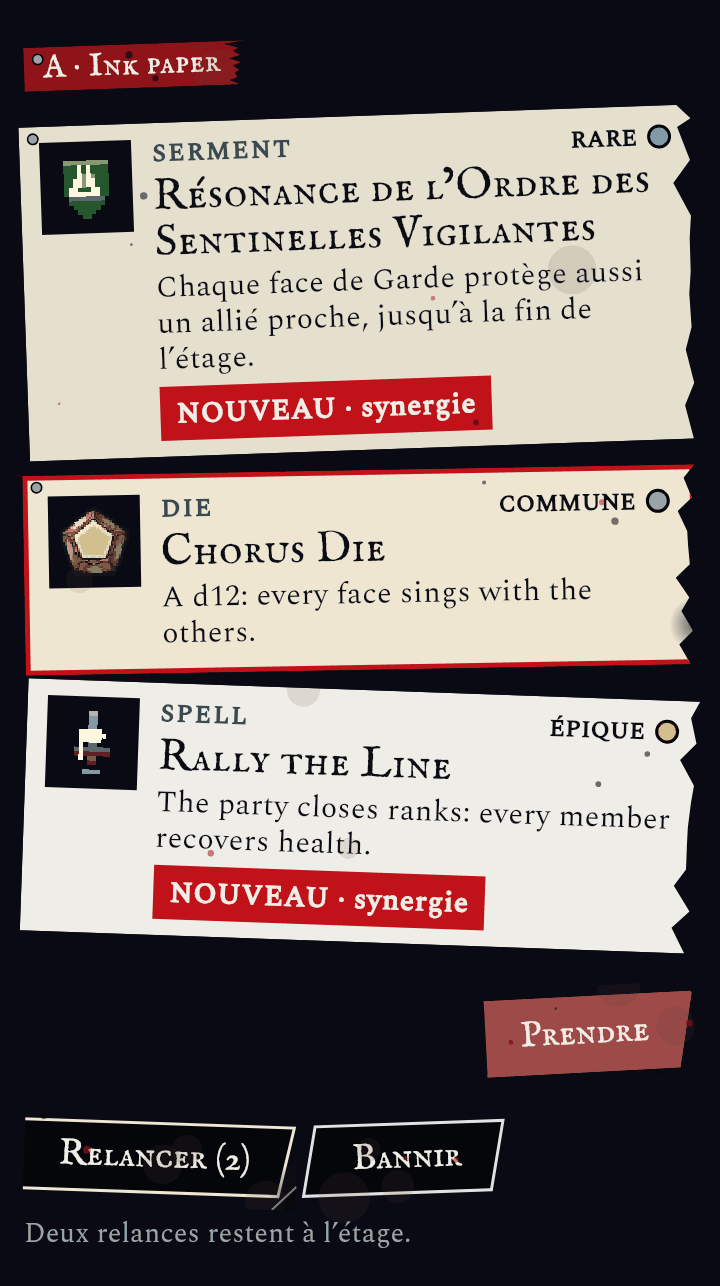 A · Ink paper
SERMENT
RARE
Résonance de l'Ordre des
Sentinelles Vigilantes
Chaque face de Garde protège aussi
un allié proche, jusqu'à la fin de
l'étage.
NOUVEAU · synergie
DIE
COMMUNE
Chorus Die
A d12: every face sings with the
others.
SPELL
ÉPIQUE
Rally the Line
The party closes ranks: every member
recovers health.
NOUVEAU · synergie
Prendre
Relancer (2)
Bannir
Deux relances restent à l'étage.